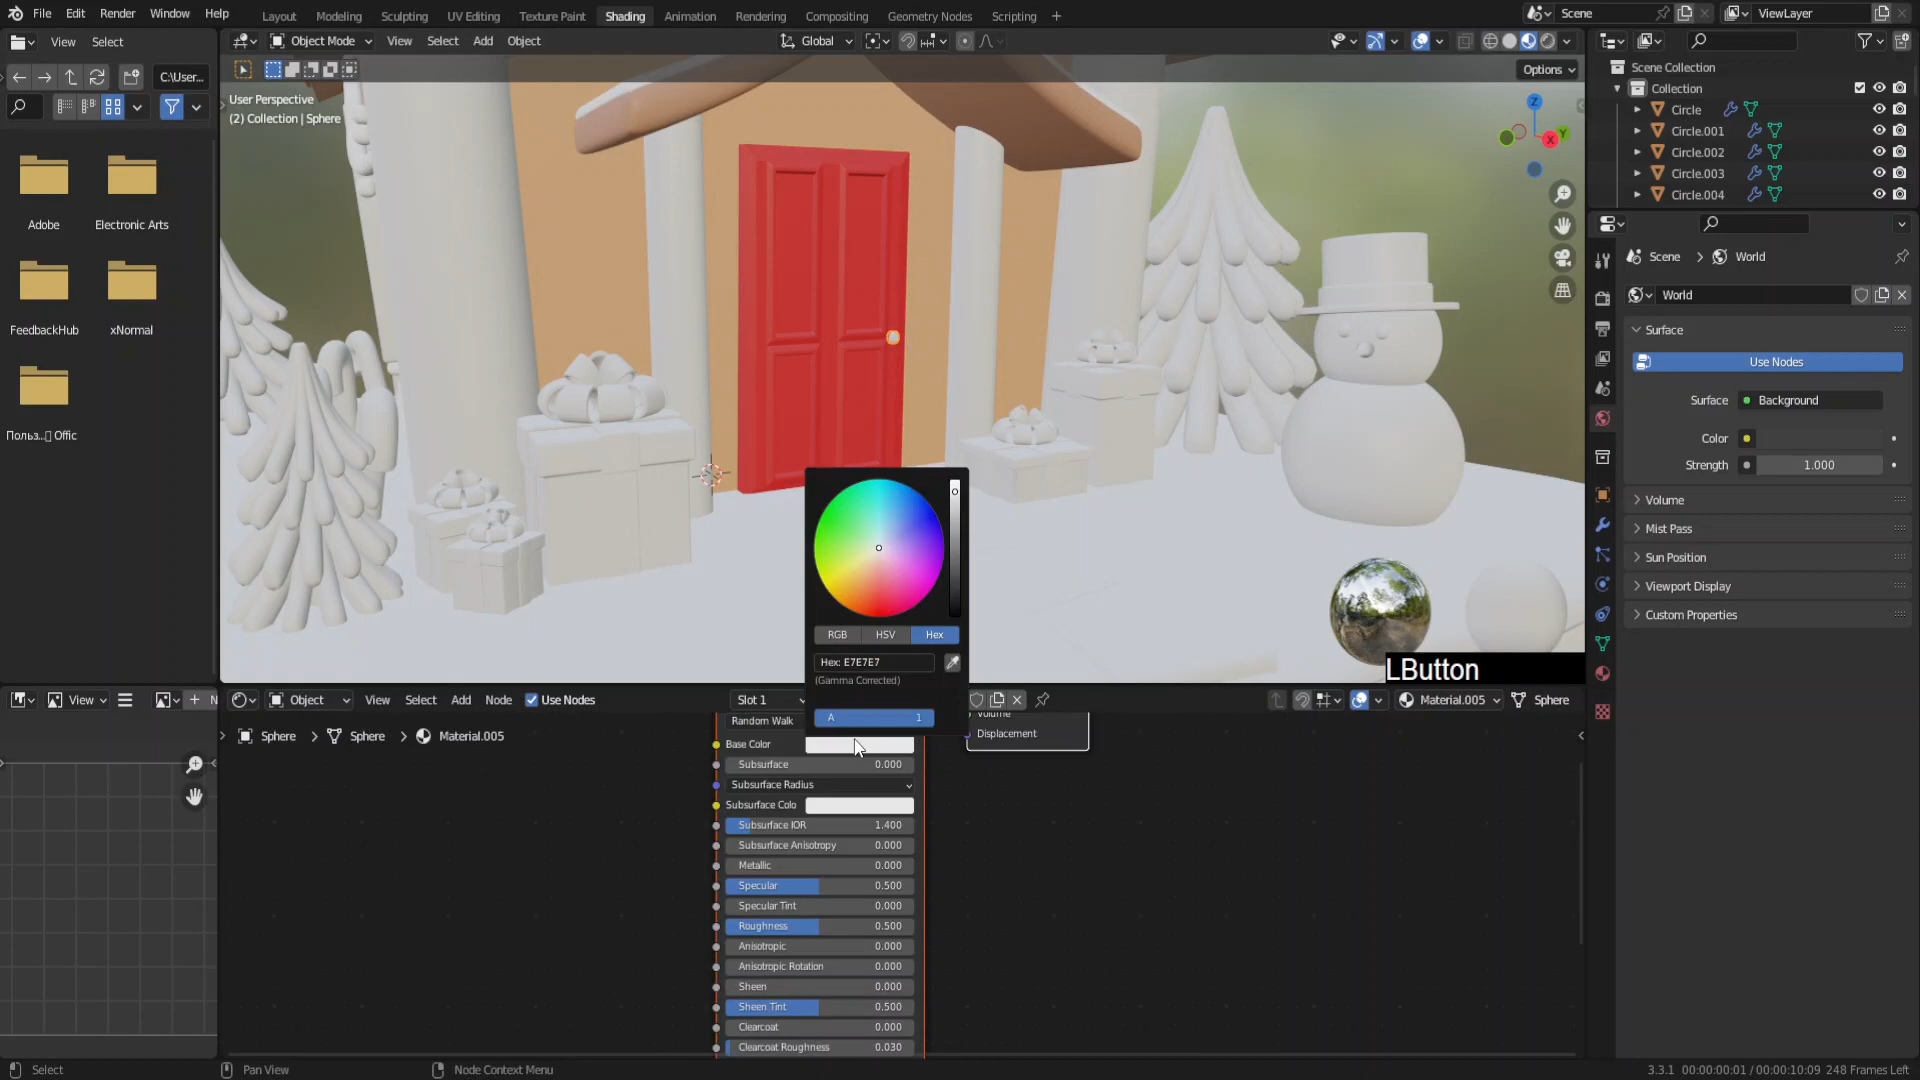 File Edit Render Window Help
Layout Modeling Sculpting UV Editing Texture Paint Shading Animation Rendering Compositing Geometry Nodes Scripting +
Scene
ViewLayer
View Select
Object Mode View Select Add Object
Global
C:\User...
Options
User Perspective
(2) Collection | Sphere
Z
X
Y
Adobe
Electronic Arts
FeedbackHub
xNormal
Scene Collection
Collection
Circle
Circle.001
Circle.002
Circle.003
Circle.004
Scene > World
World
Surface
Use Nodes
Surface Background
Color
Strength 1.000
Volume
Mist Pass
Sun Position
Viewport Display
Custom Properties
RGB HSV Hex
Hex: E7E7E7
(Gamma Corrected)
A 1
LButton
View
N
Object View Select Add Node Use Nodes
Slot 1
Material.005
Sphere
Sphere > Sphere > Material.005
Random Walk
Volume
Displacement
Base Color
Subsurface 0.000
Subsurface Radius
Subsurface Colo
Subsurface IOR 1.400
Subsurface Anisotropy 0.000
Metallic 0.000
Specular 0.500
Specular Tint 0.000
Roughness 0.500
Anisotropic 0.000
Anisotropic Rotation 0.000
Sheen 0.000
Sheen Tint 0.500
Clearcoat 0.000
Clearcoat Roughness 0.030
Select
Pan View
Node Context Menu
3.3.1 00:00:00:01 / 00:00:10:09 248 Frames Left